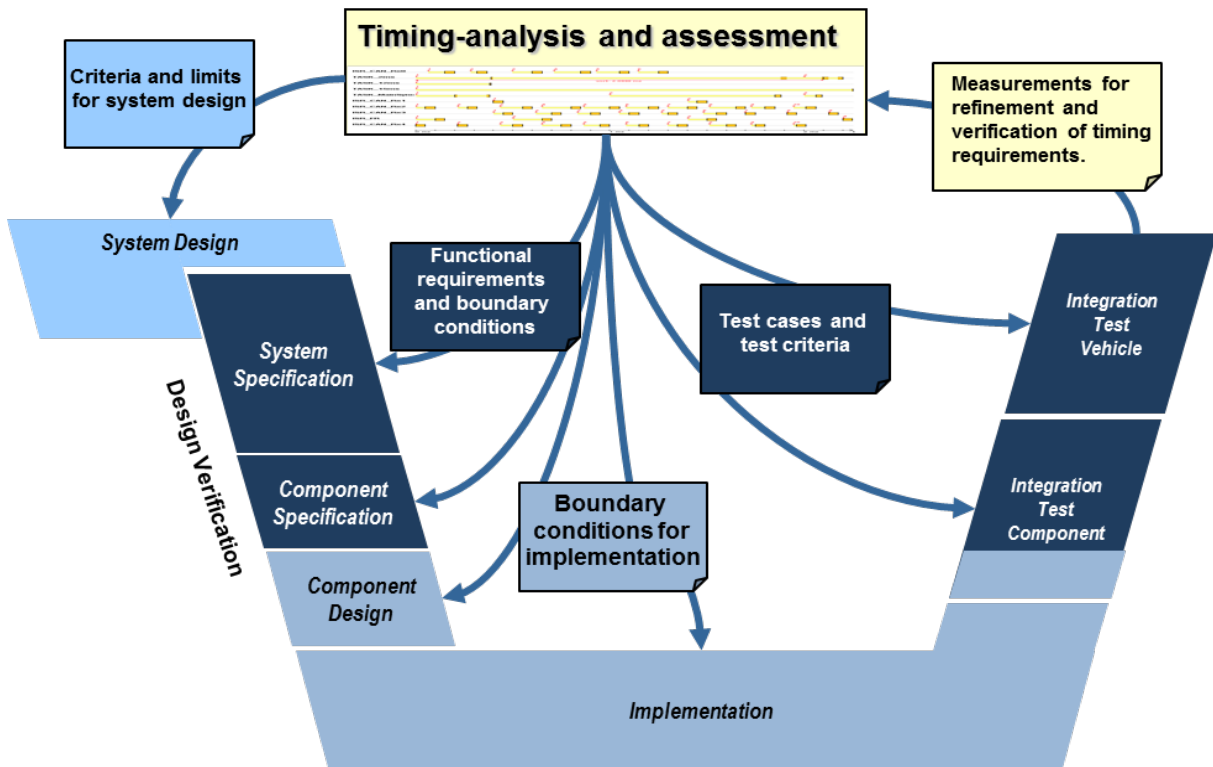 Timing-analysis and assessment
Criteria and limits
for system design
Measurements for
refinement and
verification of timing
requirements.
System Design
Functional
requirements
and boundary
conditions
Test cases and
test criteria
Integration
Test
Vehicle
System
Specification
Design Verification
Component
Specification
Boundary
conditions for
implementation
Integration
Test
Component
Component
Design
Implementation